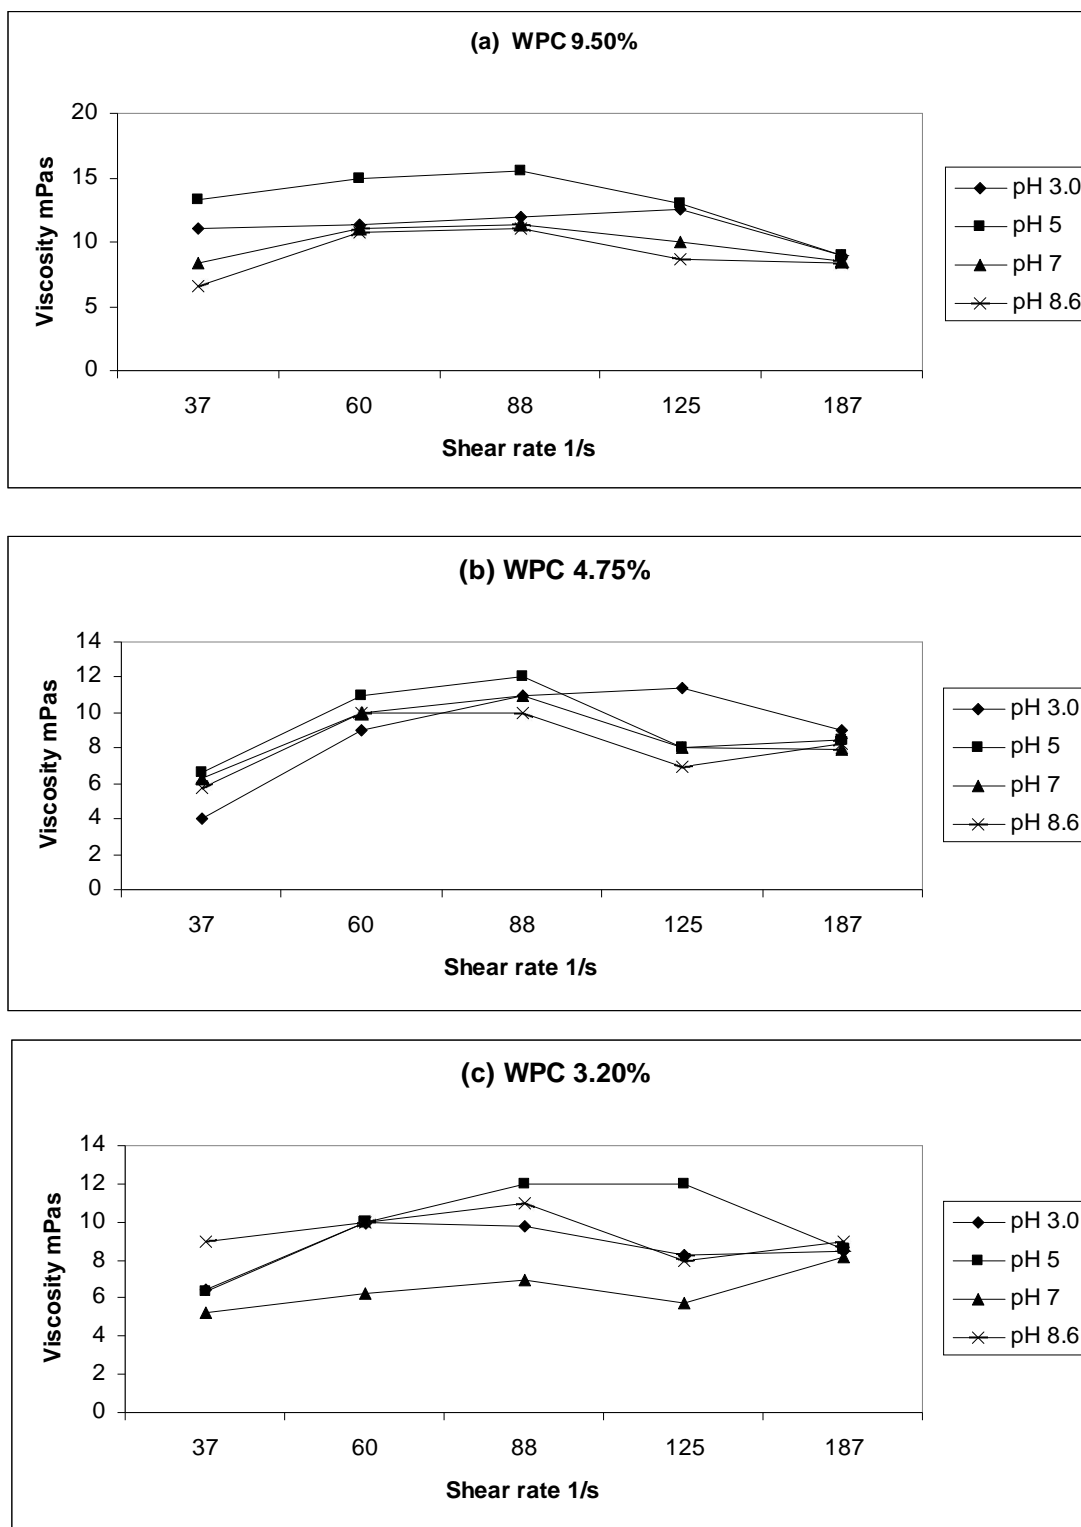 (a) WPC 9.50%
20
15
10
5
0
Viscosity mPas
37 60 88 125 187
Shear rate 1/s
pH 3.0
pH 5
pH 7
pH 8.6
(b) WPC 4.75%
14
12
10
8
6
4
2
0
Viscosity mPas
37 60 88 125 187
Shear rate 1/s
pH 3.0
pH 5
pH 7
pH 8.6
(c) WPC 3.20%
14
12
10
8
6
4
2
0
Viscosity mPas
37 60 88 125 187
Shear rate 1/s
pH 3.0
pH 5
pH 7
pH 8.6